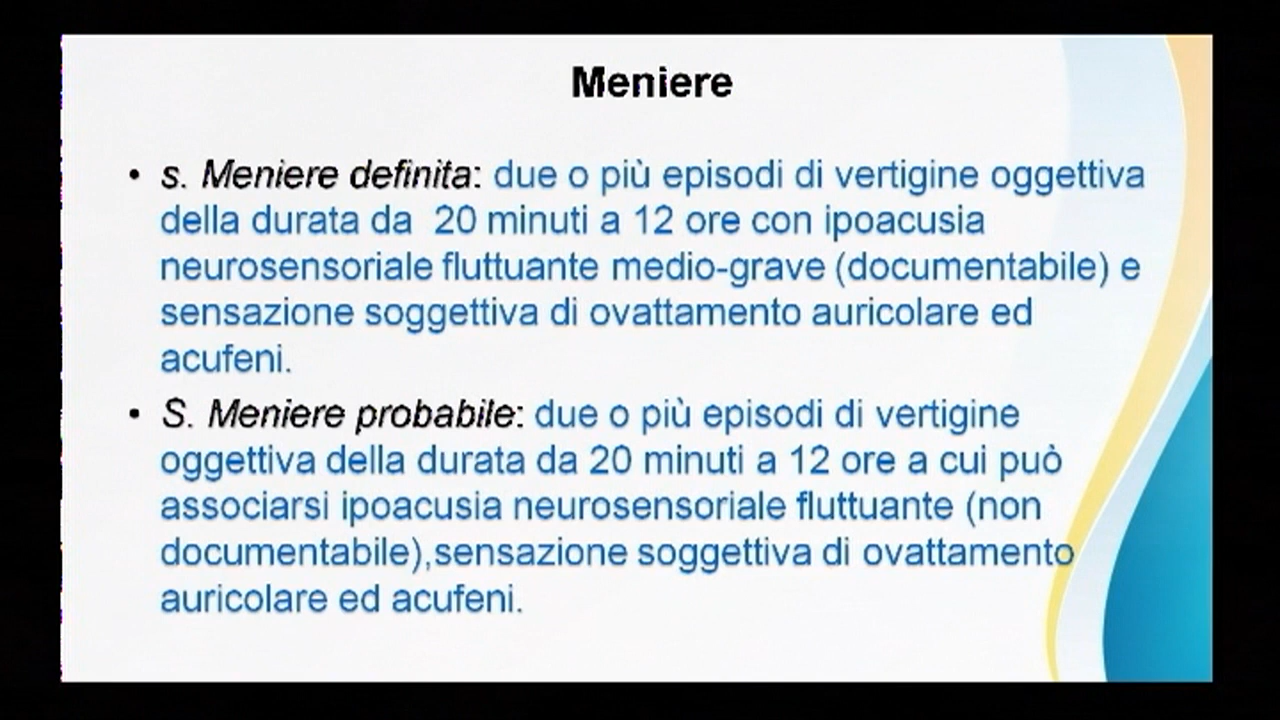 Meniere
• s. Meniere definita: due o più episodi di vertigine oggettiva
della durata da 20 minuti a 12 ore con ipoacusia
neurosensoriale fluttuante medio-grave (documentabile) e
sensazione soggettiva di ovattamento auricolare ed
acufeni.
• S. Meniere probabile: due o più episodi di vertigine
oggettiva della durata da 20 minuti a 12 ore a cui può
associarsi ipoacusia neurosensoriale fluttuante (non
documentabile),sensazione soggettiva di ovattamento
auricolare ed acufeni.